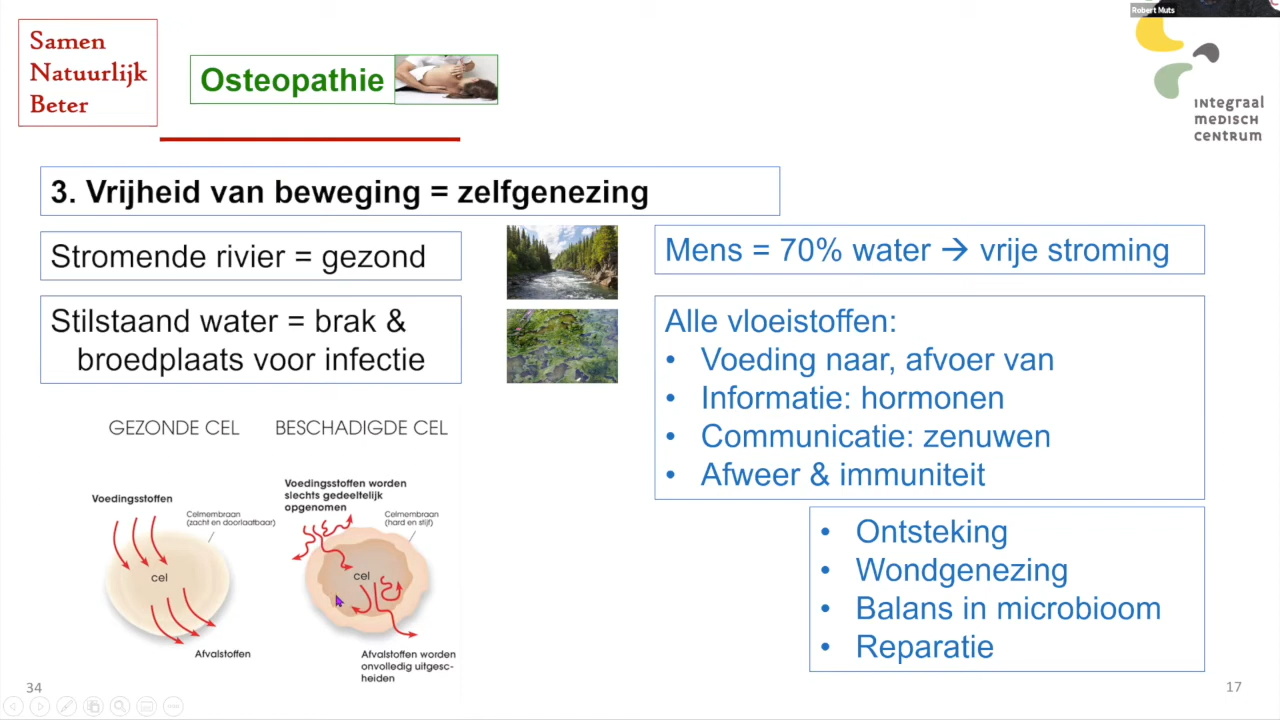 Robert Muts
Samen
Natuurlijk
Beter
Osteopathie
integraal
medisch
centrum
3. Vrijheid van beweging = zelfgenezing
Stromende rivier = gezond
Stilstaand water = brak &
broedplaats voor infectie
Mens = 70% water → vrije stroming
Alle vloeistoffen:
• Voeding naar, afvoer van
• Informatie: hormonen
• Communicatie: zenuwen
• Afweer & immuniteit
• Ontsteking
• Wondgenezing
• Balans in microbioom
• Reparatie
GEZONDE CEL
Voedingsstoffen
Celmembraan
(zacht en doorlaatbaar)
cel
Afvalstoffen
BESCHADIGDE CEL
Voedingsstoffen worden
slechts gedeeltelijk
opgenomen
Celmembraan
(hard en stijf)
cel
Afvalstoffen worden
onvolledig uitgesc-
heiden
34
17